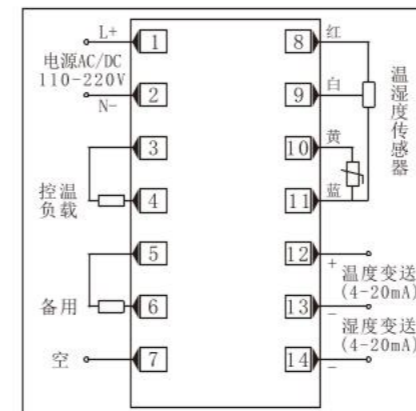 L+
1
电源AC/DC
110-220V
2
N-
3
控温
负载
4
5
备用
6
空
7
8
红
9
白
10
黄
11
蓝
温湿度传感器
12
+
温度变送
(4-20mA)
13
-
湿度变送
(4-20mA)
14
-